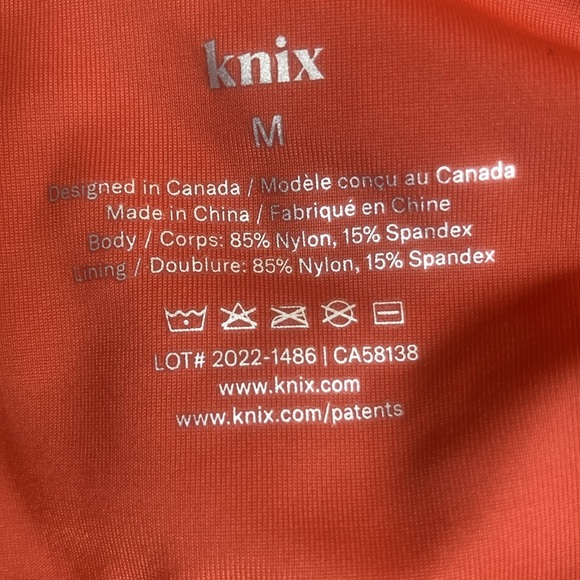 knix
M
Designed in Canada / Modèle conçu au Canada
Made in China / Fabriqué en Chine
Body / Corps: 85% Nylon, 15% Spandex
Lining / Doublure: 85% Nylon, 15% Spandex
LOT# 2022-1486 | CA58138
www.knix.com
www.knix.com/patents